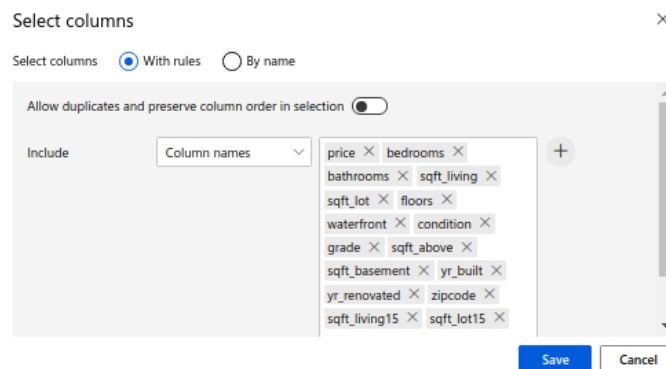 Select columns
Select columns With rules By name
Allow duplicates and preserve column order in selection
Include Column names price bedrooms
bathrooms sqft_living
sqft_lot floors
waterfront condition
grade sqft_above
sqft_basement yr_built
yr_renovated zipcode
sqft_living15 sqft_lot15
Save Cancel